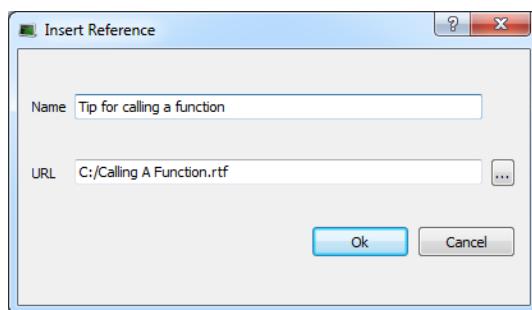 Insert Reference
Name Tip for calling a function
URL C:/Calling A Function.rtf ...
Ok Cancel